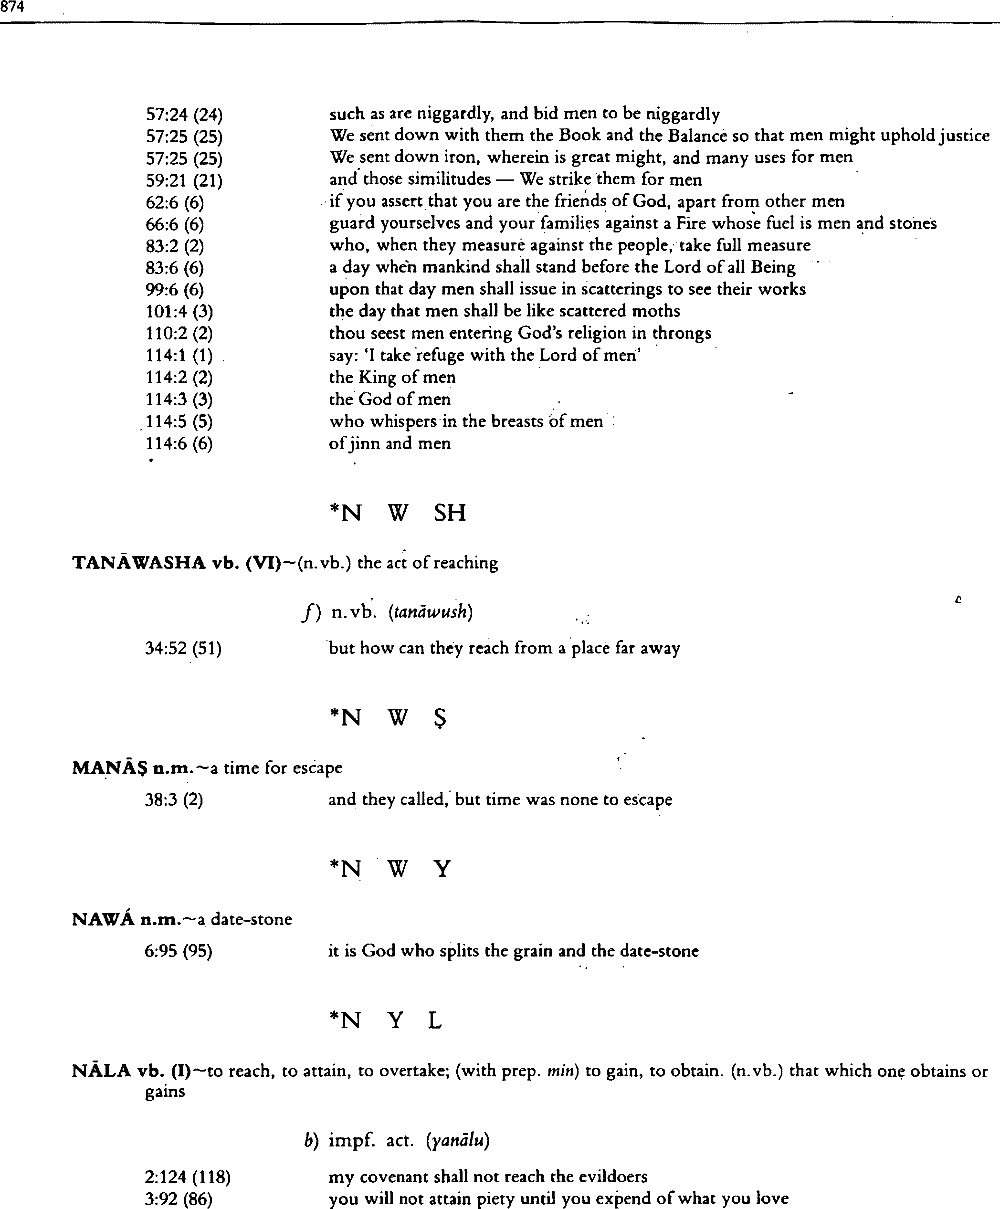 874
57:24 (24) such as are niggardly, and bid men to be niggardly
57:25 (25) We sent down with them the Book and the Balance so that men might uphold justice
57:25 (25) We sent down iron, wherein is great might, and many uses for men
59:21 (21) and those similitudes — We strike them for men
62:6 (6) if you assert that you are the friends of God, apart from other men
66:6 (6) guard yourselves and your families against a Fire whose fuel is men and stones
83:2 (2) who, when they measure against the people, take full measure
83:6 (6) a day when mankind shall stand before the Lord of all Being
99:6 (6) upon that day men shall issue in scatterings to see their works
101:4 (3) the day that men shall be like scattered moths
110:2 (2) thou seest men entering God's religion in throngs
114:1 (1) say: 'I take refuge with the Lord of men'
114:2 (2) the King of men
114:3 (3) the God of men
114:5 (5) who whispers in the breasts of men
114:6 (6) of jinn and men
*N W SH
TANĀWASHA vb. (VI)~(n.vb.) the act of reaching
f) n.vb. (tanāwush)
34:52 (51) but how can they reach from a place far away
*N W Ṣ
MANĀṢ n.m.~a time for escape
38:3 (2) and they called, but time was none to escape
*N W Y
NAWÁ n.m.~a date-stone
6:95 (95) it is God who splits the grain and the date-stone
*N Y L
NĀLA vb. (I)~to reach, to attain, to overtake; (with prep. min) to gain, to obtain. (n.vb.) that which one obtains or
gains
b) impf. act. (yanālu)
2:124 (118) my covenant shall not reach the evildoers
3:92 (86) you will not attain piety until you expend of what you love